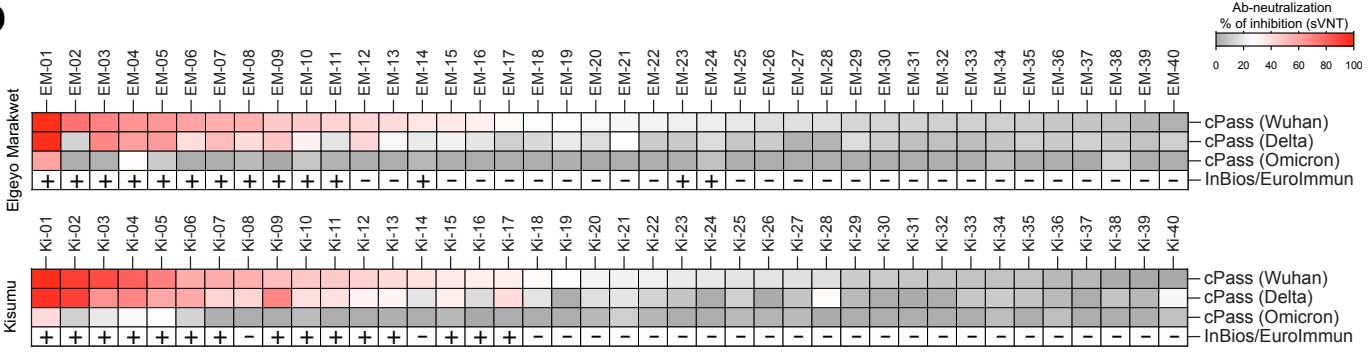 Ab-neutralization
% of inhibition (sVNT)
0 20 40 60 80 100
EM-01 EM-02 EM-03 EM-04 EM-05 EM-06 EM-07 EM-08 EM-09 EM-10 EM-11 EM-12 EM-13 EM-14 EM-15 EM-16 EM-17 EM-18 EM-19 EM-20 EM-21 EM-22 EM-23 EM-24 EM-25 EM-26 EM-27 EM-28 EM-29 EM-30 EM-31 EM-32 EM-33 EM-34 EM-35 EM-36 EM-37 EM-38 EM-39 EM-40
Elgeyo Marakwet
cPass (Wuhan)
cPass (Delta)
cPass (Omicron)
+ + + + + + + + + + + − − + − − − − − − − − + + − − − − − − − − − − − − − − − − InBios/EuroImmun
Ki-01 Ki-02 Ki-03 Ki-04 Ki-05 Ki-06 Ki-07 Ki-08 Ki-09 Ki-10 Ki-11 Ki-12 Ki-13 Ki-14 Ki-15 Ki-16 Ki-17 Ki-18 Ki-19 Ki-20 Ki-21 Ki-22 Ki-23 Ki-24 Ki-25 Ki-26 Ki-27 Ki-28 Ki-29 Ki-30 Ki-31 Ki-32 Ki-33 Ki-34 Ki-35 Ki-36 Ki-37 Ki-38 Ki-39 Ki-40
Kisumu
cPass (Wuhan)
cPass (Delta)
cPass (Omicron)
+ + + + + + + − + + + + + − + + + − − − − − − − − − − − − − − − − − − − − − − − InBios/EuroImmun